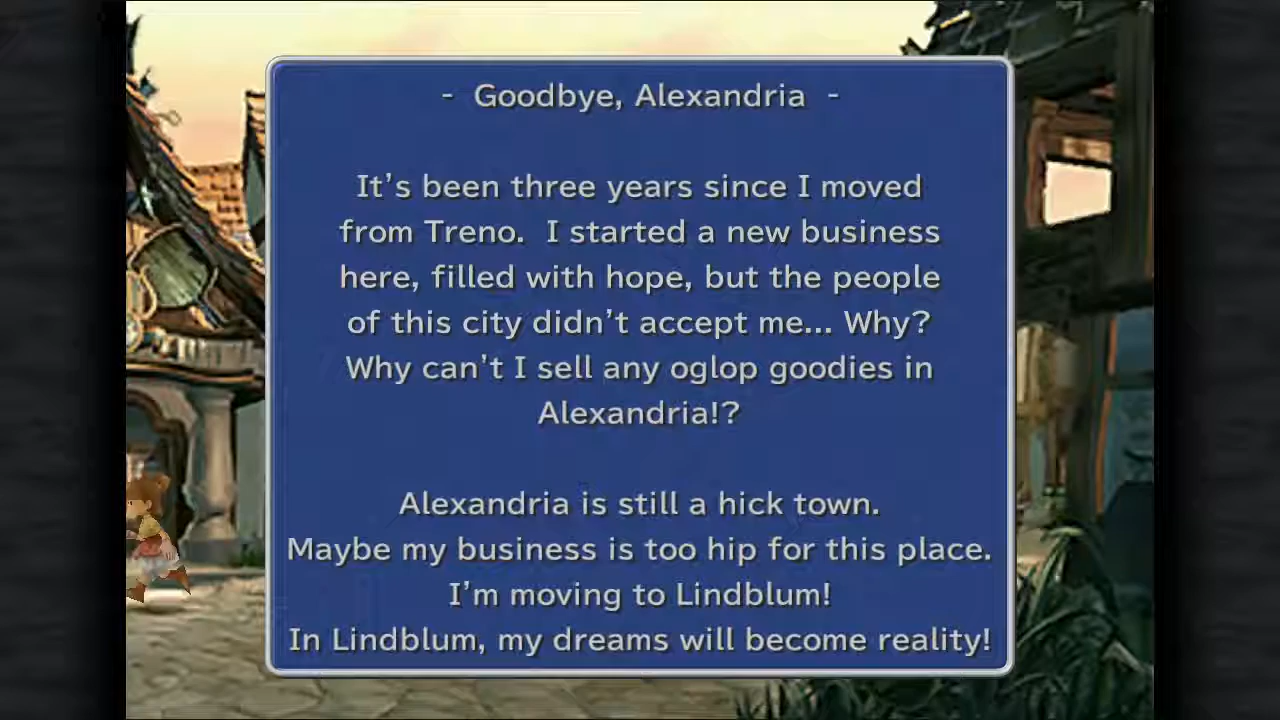 - Goodbye, Alexandria -
It's been three years since I moved
from Treno. I started a new business
here, filled with hope, but the people
of this city didn't accept me... Why?
Why can't I sell any oglop goodies in
Alexandria!?
Alexandria is still a hick town.
Maybe my business is too hip for this place.
I'm moving to Lindblum!
In Lindblum, my dreams will become reality!